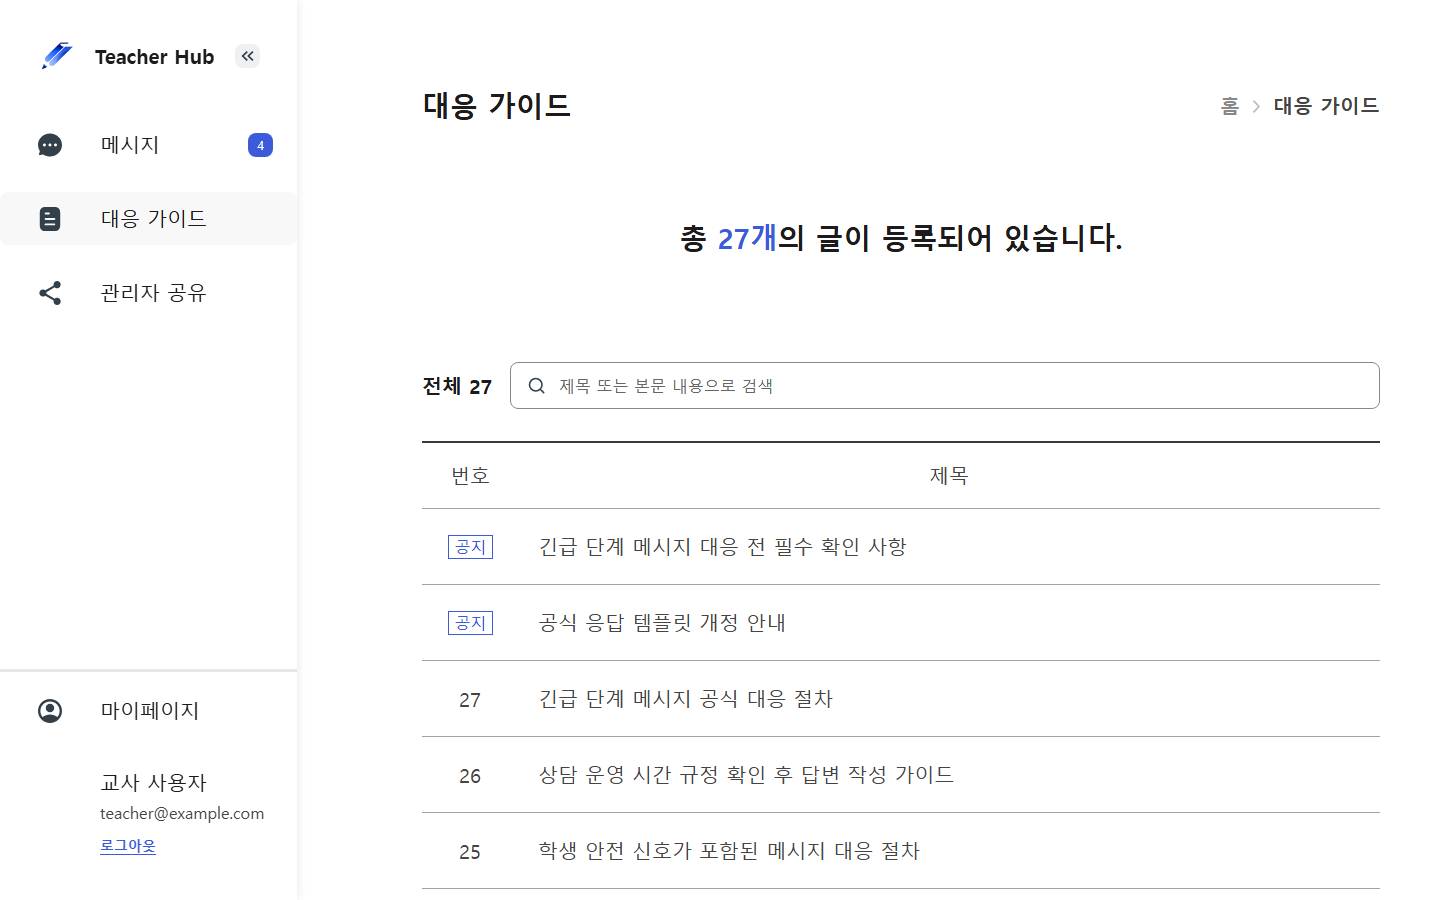 Teacher Hub
메시지
4
대응 가이드
관리자 공유
마이페이지
교사 사용자
teacher@example.com
로그아웃
대응 가이드
홈 > 대응 가이드
총 27개의 글이 등록되어 있습니다.
전체 27
제목 또는 본문 내용으로 검색
번호 제목
공지 긴급 단계 메시지 대응 전 필수 확인 사항
공지 공식 응답 템플릿 개정 안내
27 긴급 단계 메시지 공식 대응 절차
26 상담 운영 시간 규정 확인 후 답변 작성 가이드
25 학생 안전 신호가 포함된 메시지 대응 절차